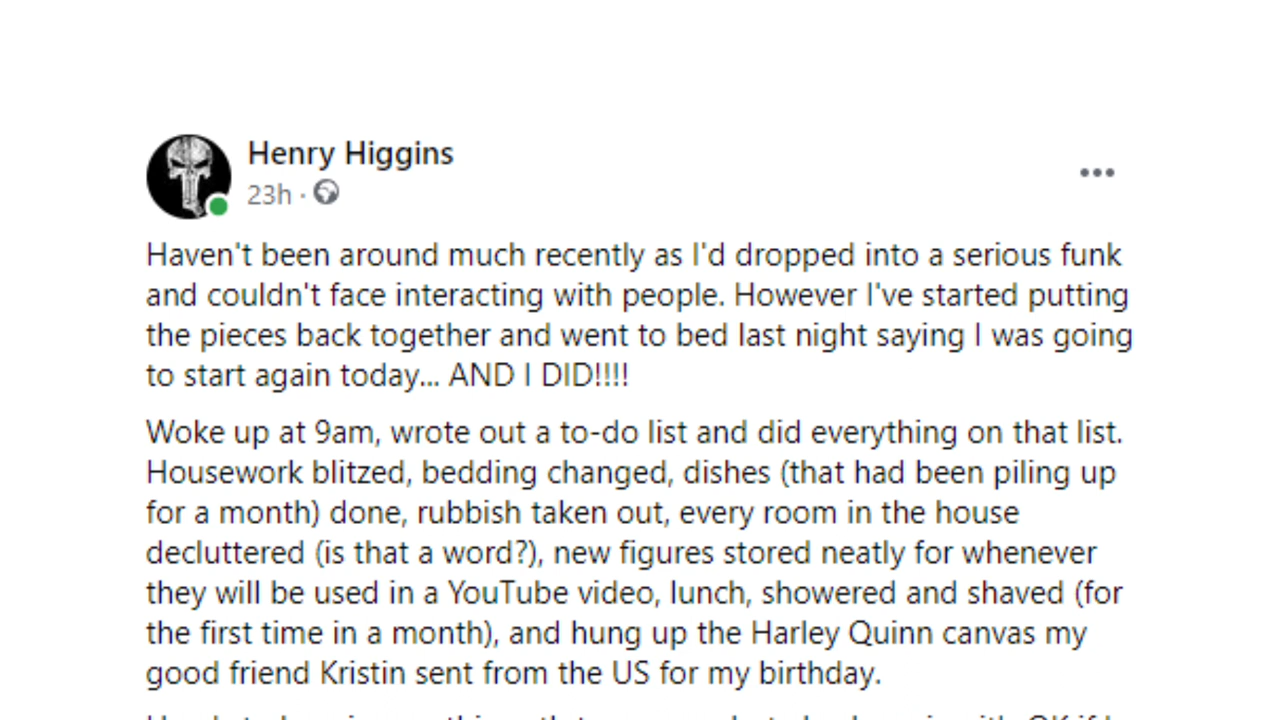 Henry Higgins
23h ·
Haven't been around much recently as I'd dropped into a serious funk
and couldn't face interacting with people. However I've started putting
the pieces back together and went to bed last night saying I was going
to start again today... AND I DID!!!!
Woke up at 9am, wrote out a to-do list and did everything on that list.
Housework blitzed, bedding changed, dishes (that had been piling up
for a month) done, rubbish taken out, every room in the house
decluttered (is that a word?), new figures stored neatly for whenever
they will be used in a YouTube video, lunch, showered and shaved (for
the first time in a month), and hung up the Harley Quinn canvas my
good friend Kristin sent from the US for my birthday.